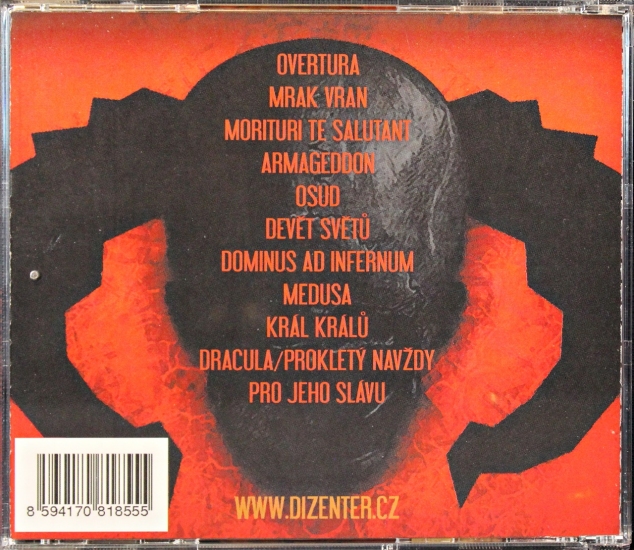 OVERTURA
MRAK VRAN
MORITURI TE SALUTANT
ARMAGEDDON
OSUD
DEVĚT SVĚTŮ
DOMINUS AD INFERNUM
MEDUSA
KRÁL KRÁLŮ
DRACULA/PROKLETÝ NAVŽDY
PRO JEHO SLÁVU
8 594170 818555
WWW.DIZENTER.CZ